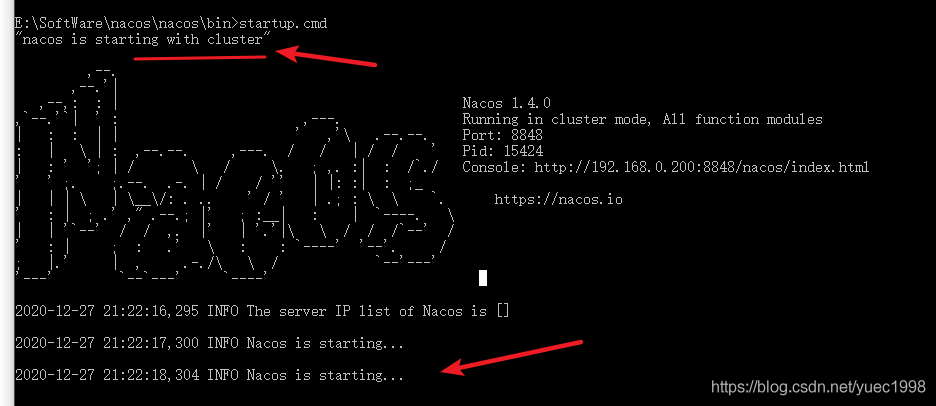 E:\SoftWare\nacos\nacos\bin>startup.cmd
"nacos is starting with cluster"
Nacos 1.4.0
Running in cluster mode, All function modules
Port: 8848
Pid: 15424
Console: http://192.168.0.200:8848/nacos/index.html
https://nacos.io
2020-12-27 21:22:16,295 INFO The server IP list of Nacos is []
2020-12-27 21:22:17,300 INFO Nacos is starting...
2020-12-27 21:22:18,304 INFO Nacos is starting...
https://blog.csdn.net/yuec1998